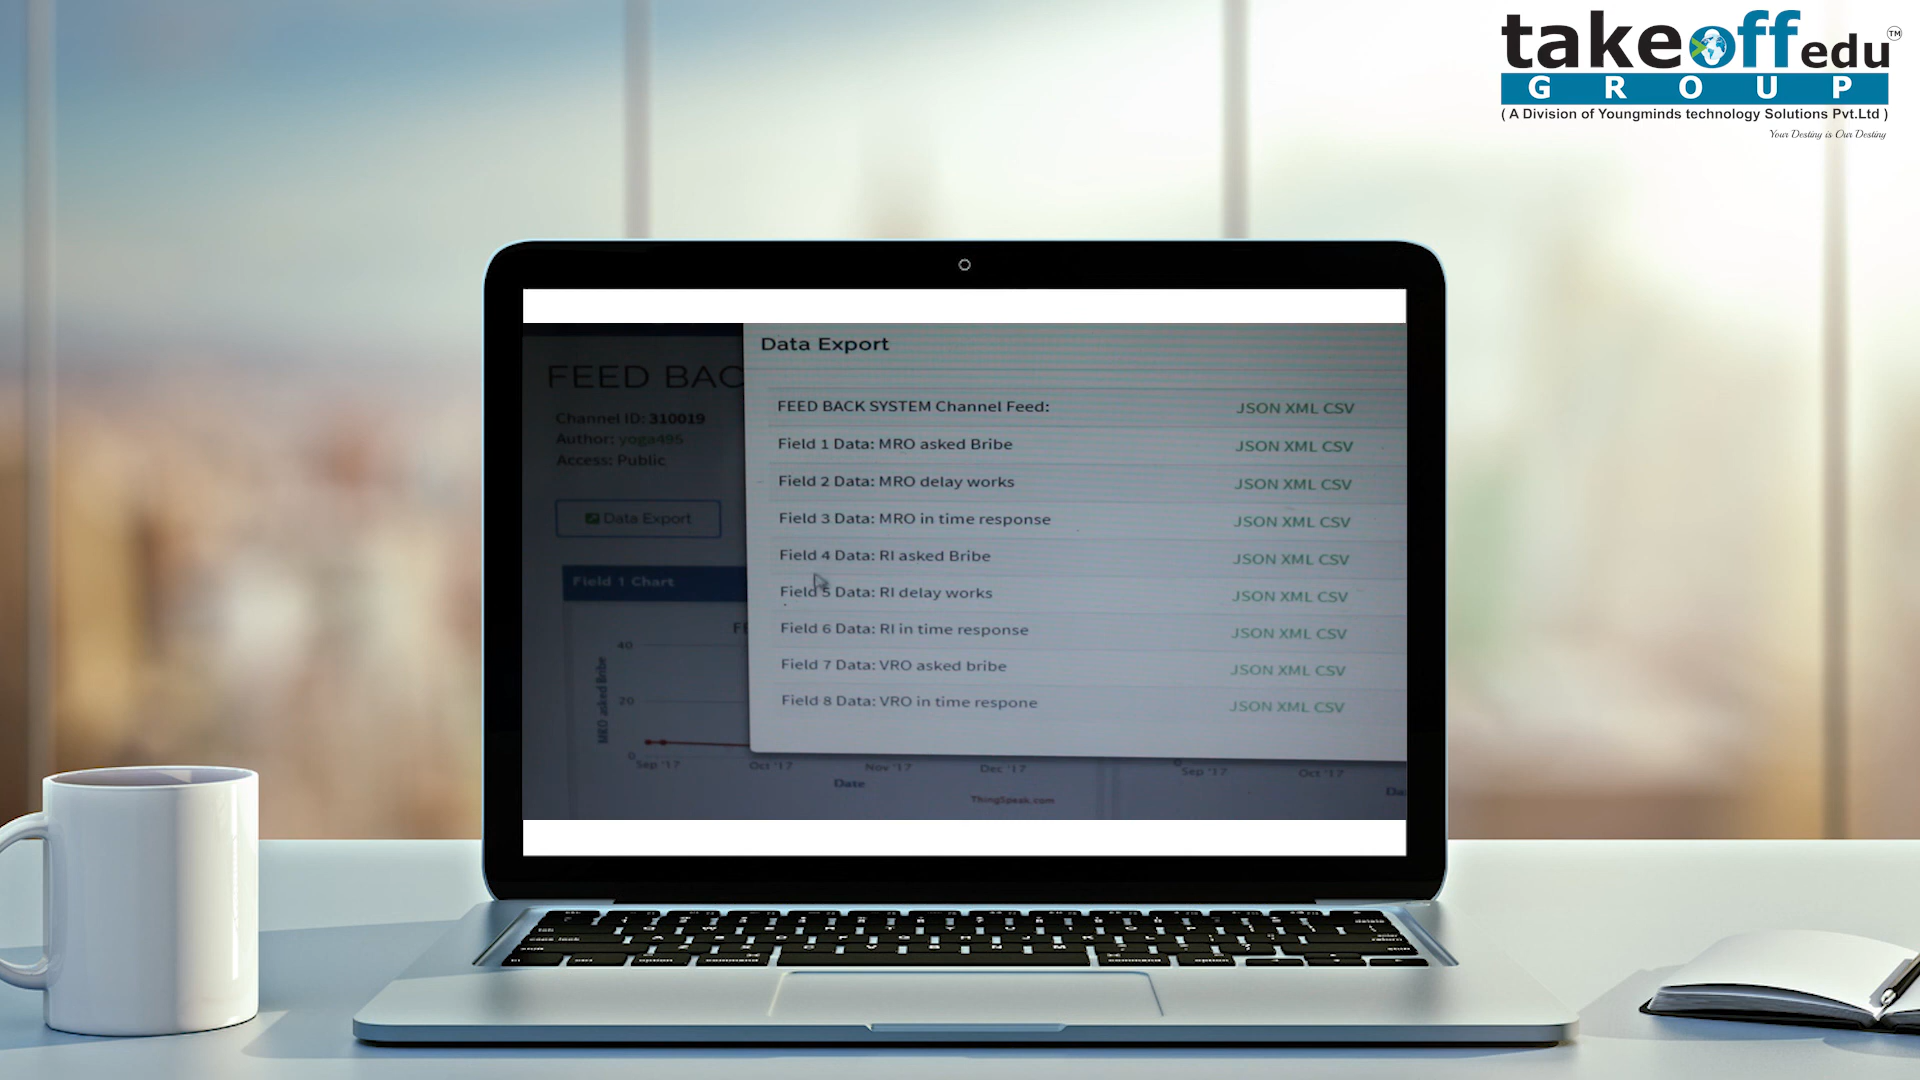 takeoffedu TM
GROUP
( A Division of Youngminds technology Solutions Pvt.Ltd )
Your Destiny is Our Destiny
Data Export
FEED BAC
Channel ID: 310019
Author: yoga495
Access: Public
Data Export
Field 1 Chart
FEED BACK SYSTEM Channel Feed: JSON XML CSV
Field 1 Data: MRO asked Bribe JSON XML CSV
Field 2 Data: MRO delay works JSON XML CSV
Field 3 Data: MRO in time response JSON XML CSV
Field 4 Data: RI asked Bribe JSON XML CSV
Field 5 Data: RI delay works JSON XML CSV
Field 6 Data: RI in time response JSON XML CSV
Field 7 Data: VRO asked bribe JSON XML CSV
Field 8 Data: VRO in time respone JSON XML CSV
FE
MRO asked Bribe
40
20
0
Sep '17 Oct '17 Nov '17 Dec '17
Date
ThingSpeak.com
0
Sep '17 Oct '17
Da